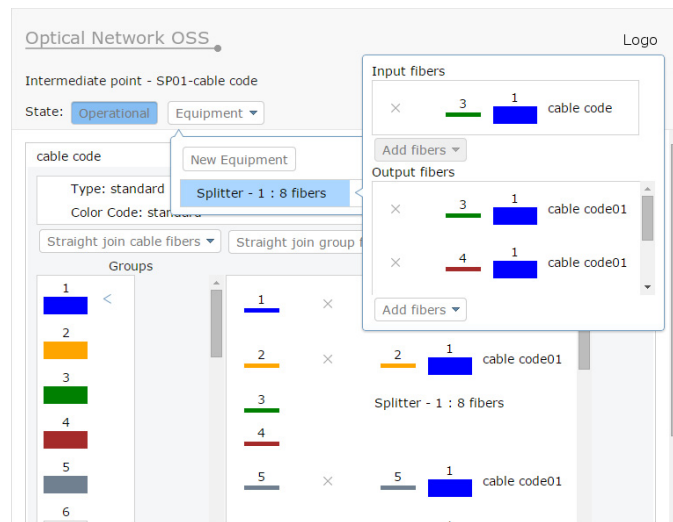 Optical Network OSS
Logo
Intermediate point - SP01-cable code
State: Operational Equipment
New Equipment
Splitter - 1 : 8 fibers
Input fibers
3 1 cable code
Add fibers
Output fibers
3 1 cable code01
4 1 cable code01
Add fibers
cable code
Type: standard
Color Code:
Straight join cable fibers Straight join group
Groups
1 <
2
3
4
5
6
1 ×
2 × 2 1 cable code01
3 Splitter - 1 : 8 fibers
4
5 × 5 1 cable code01